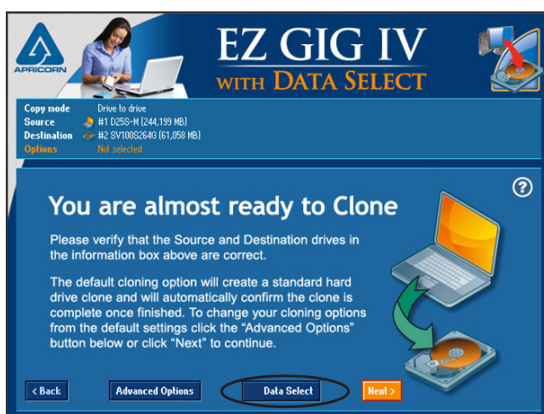 APRICORN
EZ GIG IV
WITH DATA SELECT
Copy mode Drive to drive
Source #1 D25S-M (244,199 MB)
Destination #2 SV100S264G (61,058 MB)
Options Not selected
?
You are almost ready to Clone
Please verify that the Source and Destination drives in
the information box above are correct.
The default cloning option will create a standard hard
drive clone and will automatically confirm the clone is
complete once finished. To change your cloning options
from the default settings click the “Advanced Options”
button below or click “Next” to continue.
< Back Advanced Options Data Select Next >